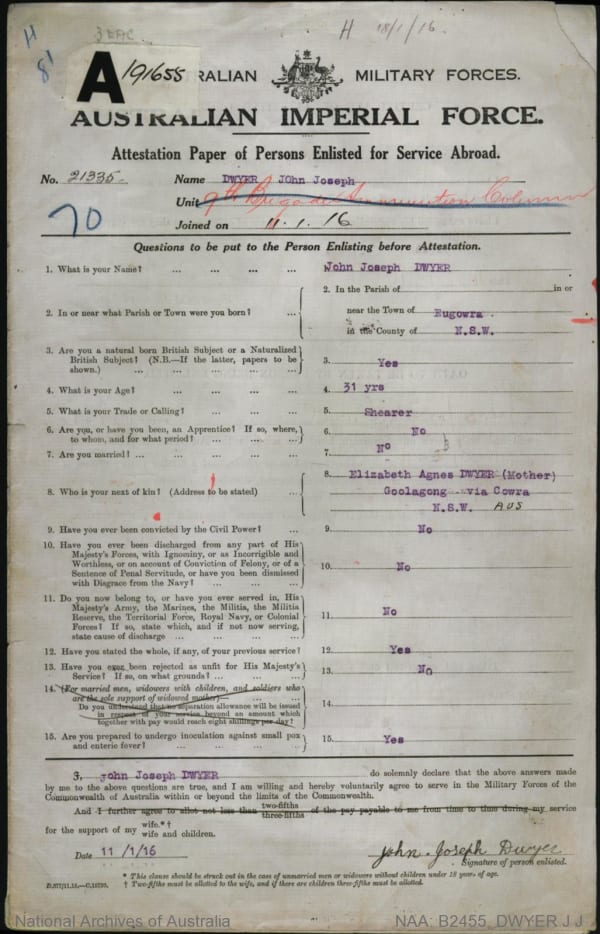 H
18/1/16.
3 EAC
H
81
A 191655
RALIAN MILITARY FORCES.
AUSTRALIAN IMPERIAL FORCE.
Attestation Paper of Persons Enlisted for Service Abroad.
No. 21335. Name DWYER JOhn Joseph
Unit 9th Brigade Ammunition Column
70
Joined on 11.1.16
Questions to be put to the Person Enlisting before Attestation.
1. What is your Name? ... ... ... ... John Joseph DWYER
2. In or near what Parish or Town were you born? ... 2. In the Parish of in or
near the Town of Eugowra.
in the County of N.S.W.
3. Are you a natural born British Subject or a Naturalized
British Subject? (N.B.—If the latter, papers to be
shown.) ... ... ... ... 3. Yes
4. What is your Age? ... ... ... ... 4. 31 yrs
5. What is your Trade or Calling? ... ... ... 5. Shearer
6. Are you, or have you been, an Apprentice? If so, where,
to whom, and for what period? ... ... ... 6. No
7. Are you married? ... ... ... ... 7. No
8. Who is your next of kin? (Address to be stated) ... 8. Elizabeth Agnes DWYER (Mother)
Goolagong via Cowra
N.S.W. AUS
9. Have you ever been convicted by the Civil Power? ... 9. No
10. Have you ever been discharged from any part of His
Majesty's Forces, with Ignominy, or as Incorrigible and
Worthless, or on account of Conviction of Felony, or of a
Sentence of Penal Servitude, or have you been dismissed
with Disgrace from the Navy? ... ... ... 10. No
11. Do you now belong to, or have you ever served in, His
Majesty's Army, the Marines, the Militia, the Militia
Reserve, the Territorial Force, Royal Navy, or Colonial
Forces? If so, state which, and if not now serving,
state cause of discharge ... ... ... ... 11. No
12. Have you stated the whole, if any, of your previous service? 12. Yes
13. Have you ever been rejected as unfit for His Majesty's
Service? If so, on what grounds? ... ... ... 13. No
14. (For married men, widowers with children, and soldiers who
are the sole support of widowed mother)—
Do you understand that no separation allowance will be issued
in respect of your service beyond an amount which
together with pay would reach eight shillings per day? 14.
15. Are you prepared to undergo inoculation against small pox
and enteric fever? ... ... ... ... 15. Yes
I, John Joseph DWYER do solemnly declare that the above answers made
by me to the above questions are true, and I am willing and hereby voluntarily agree to serve in the Military Forces of the
Commonwealth of Australia within or beyond the limits of the Commonwealth.
And I further agree to allot not less than two-fifths three-fifths of the pay payable to me from time to time during my service
for the support of my wife.*† wife and children.
Date 11/1/16 John Joseph Dwyer
Signature of person enlisted.
* This clause should be struck out in the case of unmarried men or widowers without children under 18 years of age.
† Two-fifths must be allotted to the wife, and if there are children three-fifths must be allotted.
National Archives of Australia NAA: B2455, DWYER J J